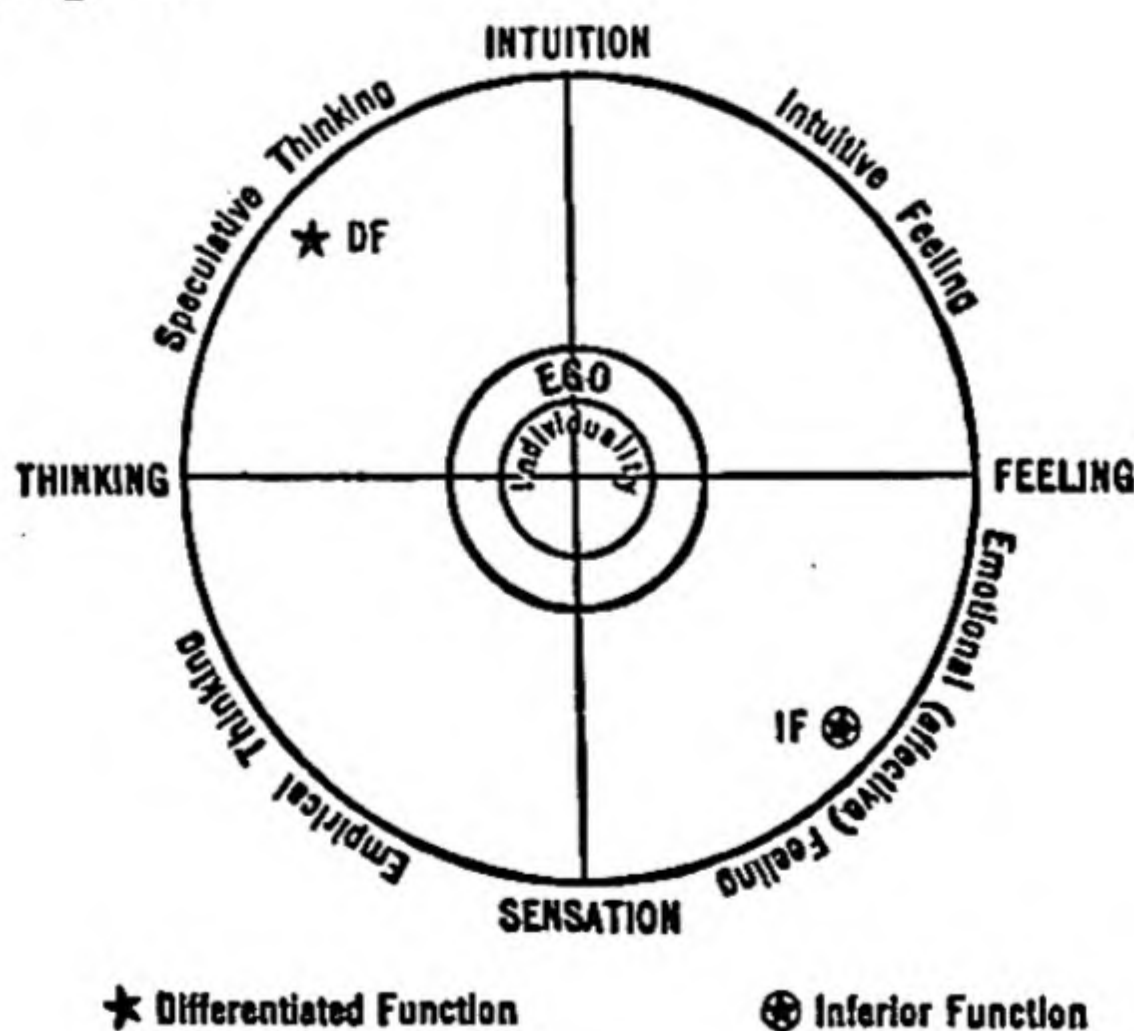 INTUITION
Speculative Thinking
Intuitive Feeling
DF
EGO
Individuality
THINKING
FEELING
Empirical Thinking
Emotional (affective) Feeling
IF
SENSATION
Differentiated Function
Inferior Function